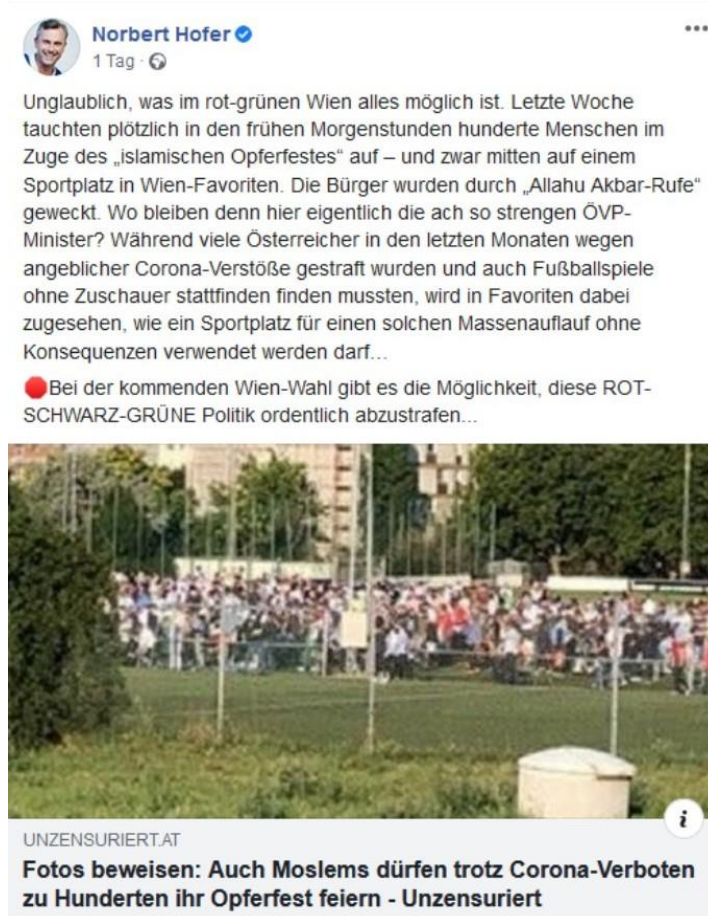 Norbert Hofer
1 Tag ·
Unglaublich, was im rot-grünen Wien alles möglich ist. Letzte Woche
tauchten plötzlich in den frühen Morgenstunden hunderte Menschen im
Zuge des „islamischen Opferfestes“ auf – und zwar mitten auf einem
Sportplatz in Wien-Favoriten. Die Bürger wurden durch „Allahu Akbar-Rufe“
geweckt. Wo bleiben denn hier eigentlich die ach so strengen ÖVP-
Minister? Während viele Österreicher in den letzten Monaten wegen
angeblicher Corona-Verstöße gestraft wurden und auch Fußballspiele
ohne Zuschauer stattfinden finden mussten, wird in Favoriten dabei
zugesehen, wie ein Sportplatz für einen solchen Massenauflauf ohne
Konsequenzen verwendet werden darf...
Bei der kommenden Wien-Wahl gibt es die Möglichkeit, diese ROT-
SCHWARZ-GRÜNE Politik ordentlich abzustrafen...
UNZENSURIERT.AT
Fotos beweisen: Auch Moslems dürfen trotz Corona-Verboten
zu Hunderten ihr Opferfest feiern - Unzensuriert